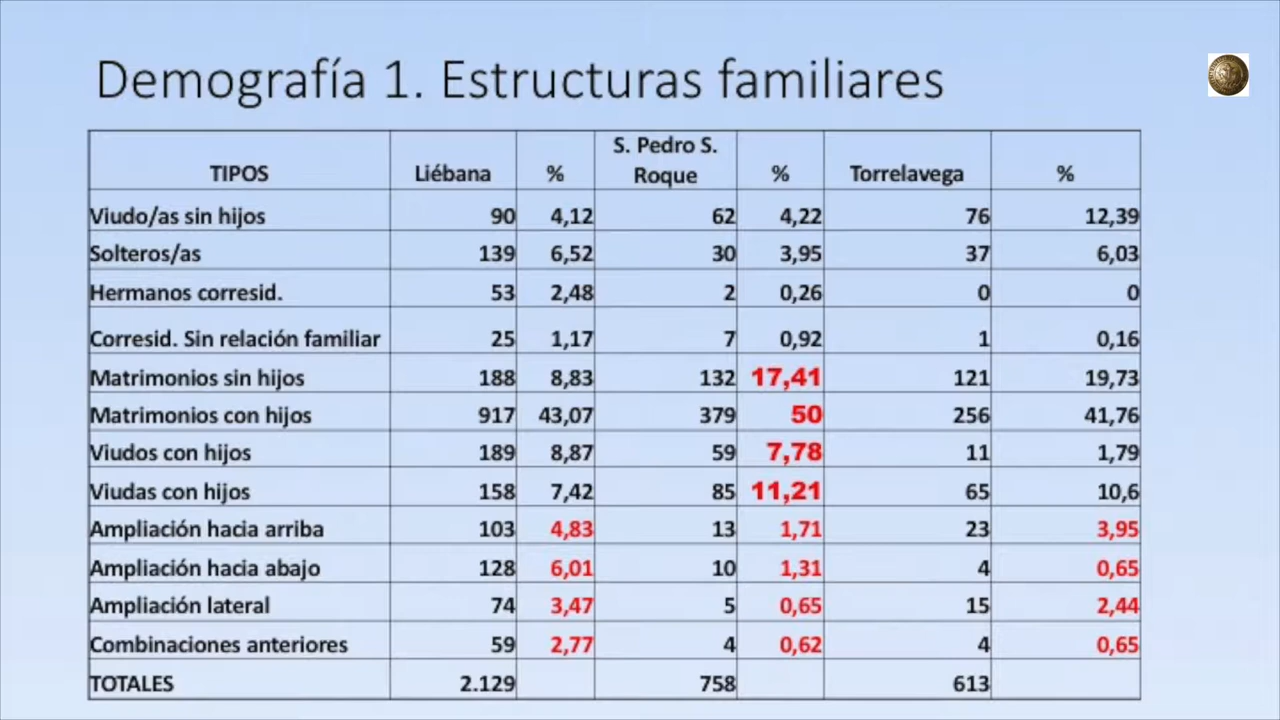 Demografía 1. Estructuras familiares
TIPOS Liébana % S. Pedro S. Roque % Torrelavega %
Viudo/as sin hijos 90 4,12 62 4,22 76 12,39
Solteros/as 139 6,52 30 3,95 37 6,03
Hermanos corresid. 53 2,48 2 0,26 0 0
Corresid. Sin relación familiar 25 1,17 7 0,92 1 0,16
Matrimonios sin hijos 188 8,83 132 17,41 121 19,73
Matrimonios con hijos 917 43,07 379 50 256 41,76
Viudos con hijos 189 8,87 59 7,78 11 1,79
Viudas con hijos 158 7,42 85 11,21 65 10,6
Ampliación hacia arriba 103 4,83 13 1,71 23 3,95
Ampliación hacia abajo 128 6,01 10 1,31 4 0,65
Ampliación lateral 74 3,47 5 0,65 15 2,44
Combinaciones anteriores 59 2,77 4 0,62 4 0,65
TOTALES 2.129 758 613